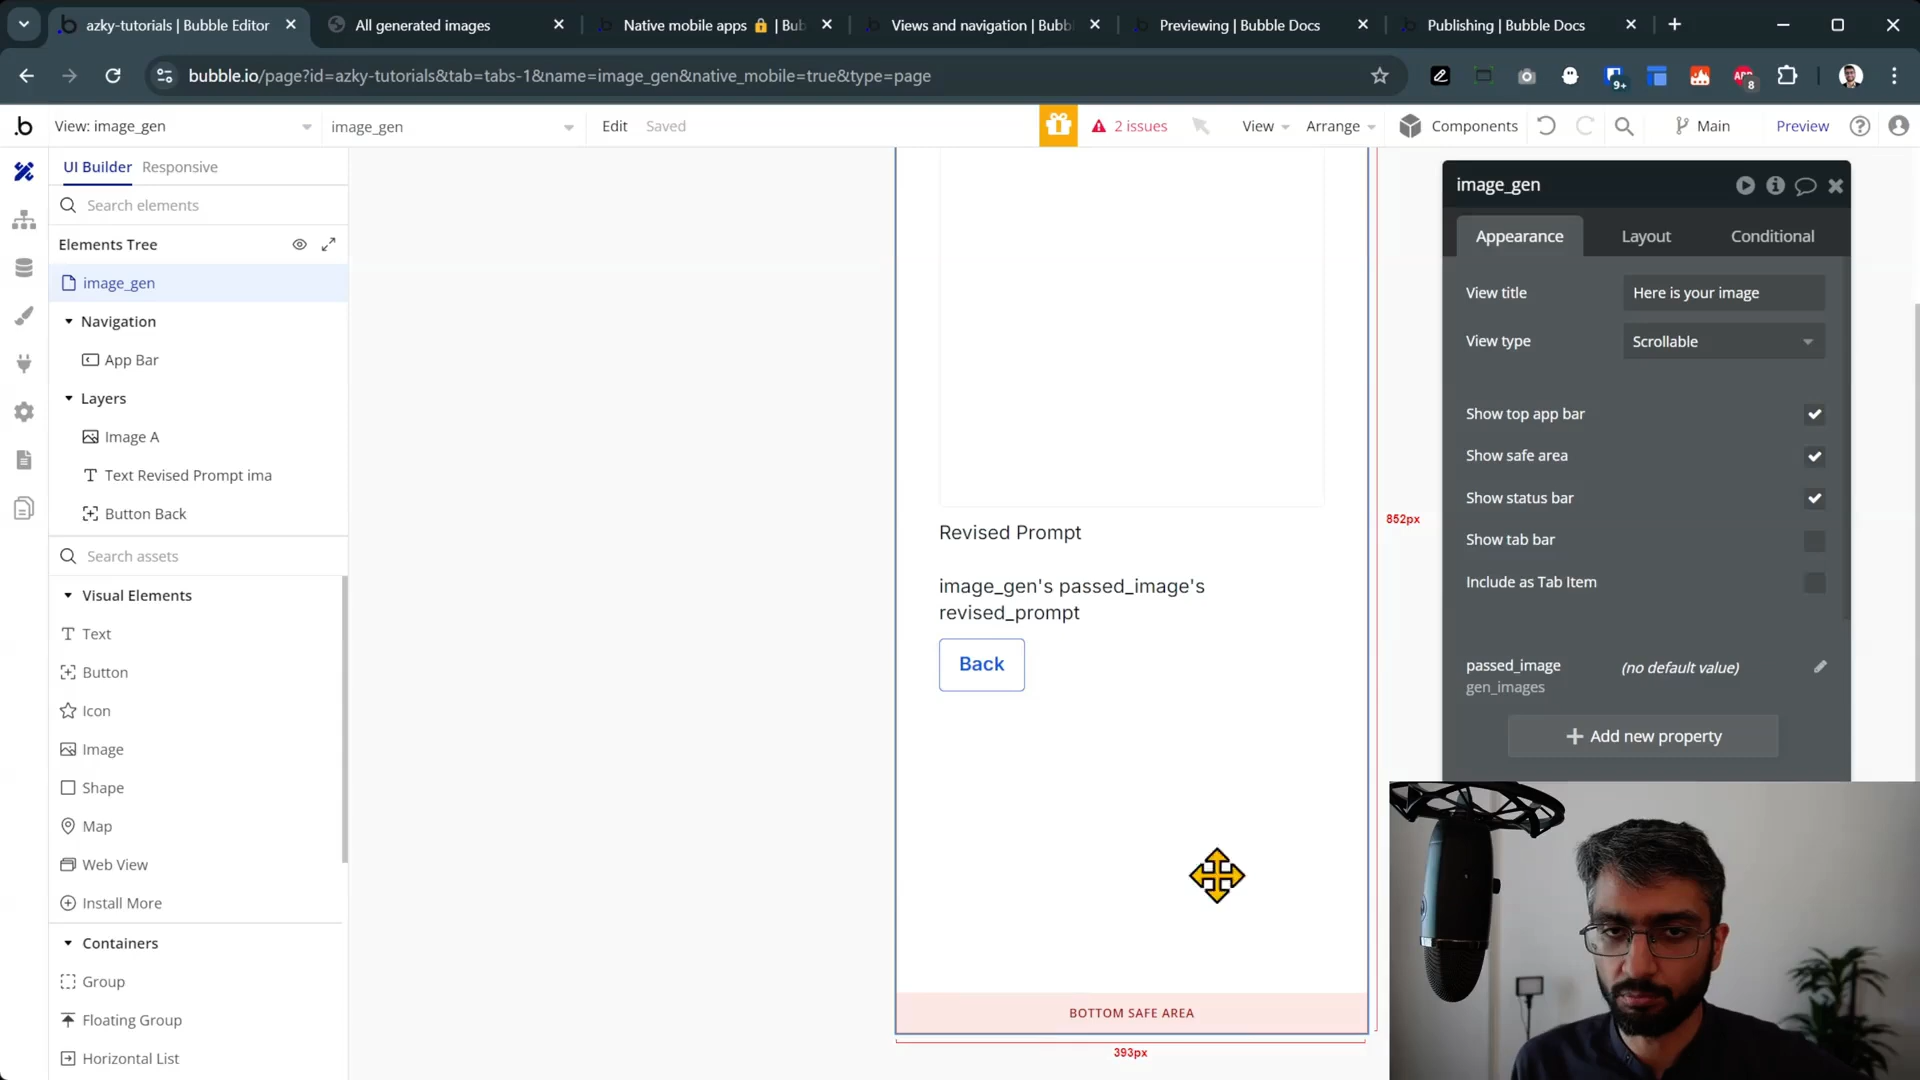 azky-tutorials | Bubble Editor
All generated images
Native mobile apps 🔒 | Bub
Views and navigation | Bubb
Previewing | Bubble Docs
Publishing | Bubble Docs
bubble.io/page?id=azky-tutorials&tab=tabs-1&name=image_gen&native_mobile=true&type=page
9+
ABP
8
View: image_gen
image_gen
Edit
Saved
2 issues
View
Arrange
Components
Main
Preview
UI Builder
Responsive
Search elements
Elements Tree
image_gen
Navigation
App Bar
Layers
Image A
Text Revised Prompt ima
Button Back
Search assets
Visual Elements
Text
Button
Icon
Image
Shape
Map
Web View
Install More
Containers
Group
Floating Group
Horizontal List
Revised Prompt
image_gen's passed_image's
revised_prompt
Back
BOTTOM SAFE AREA
852px
393px
image_gen
Appearance
Layout
Conditional
View title
Here is your image
View type
Scrollable
Show top app bar
Show safe area
Show status bar
Show tab bar
Include as Tab Item
passed_image
(no default value)
gen_images
Add new property